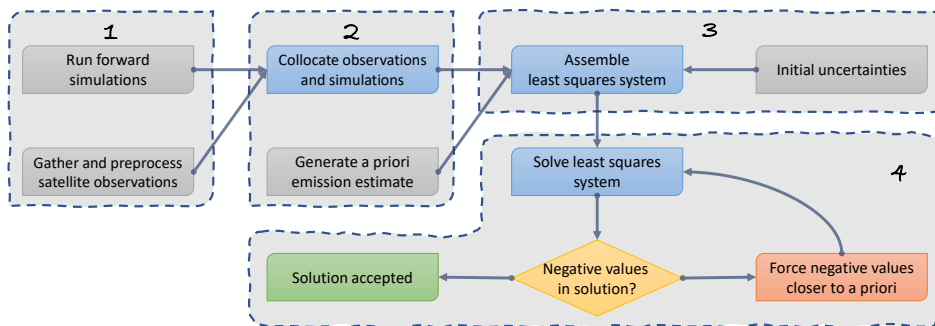 1
2
3
Run forward
simulations
Collocate observations
and simulations
Assemble
least squares system
Initial uncertainties
Gather and preprocess
satellite observations
Generate a priori
emission estimate
Solve least squares
system
4
Solution accepted
Negative values
in solution?
Force negative values
closer to a priori